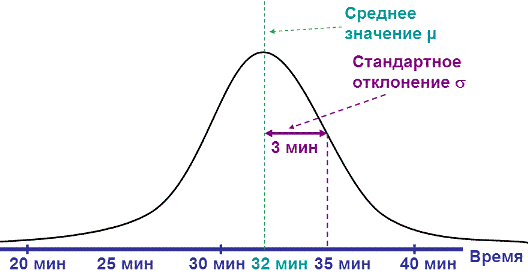 Среднее
значение μ
Стандартное
отклонение σ
3 мин
20 мин 25 мин 30 мин 32 мин 35 мин 40 мин Время